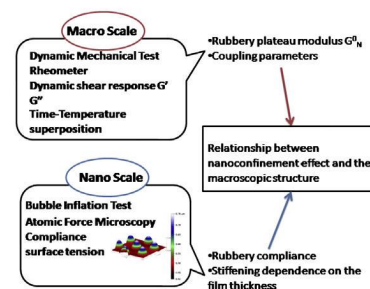 Macro Scale
Dynamic Mechanical Test
Rheometer
Dynamic shear response G'
G"
Time-Temperature
superposition
•Rubbery plateau modulus G⁰N
•Coupling parameters
Relationship between
nanoconfinement effect and the
macroscopic structure
Nano Scale
Bubble Inflation Test
Atomic Force Microscopy
Compliance
surface tension
•Rubbery compliance
•Stiffening dependence on the
film thickness